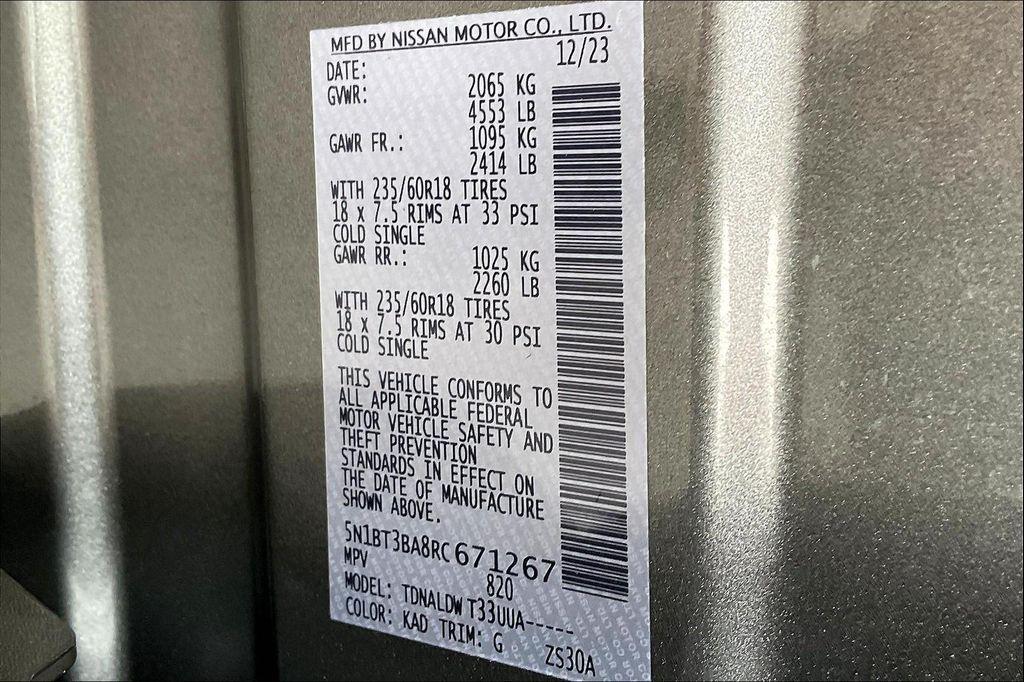 MFD BY NISSAN MOTOR CO., LTD.
DATE: 12/23
GVWR: 2065 KG
4553 LB
GAWR FR.: 1095 KG
2414 LB
WITH 235/60R18 TIRES
18 x 7.5 RIMS AT 33 PSI
COLD SINGLE
GAWR RR.: 1025 KG
2260 LB
WITH 235/60R18 TIRES
18 x 7.5 RIMS AT 30 PSI
COLD SINGLE
THIS VEHICLE CONFORMS TO
ALL APPLICABLE FEDERAL
MOTOR VEHICLE SAFETY AND
THEFT PREVENTION
STANDARDS IN EFFECT ON
THE DATE OF MANUFACTURE
SHOWN ABOVE.
5N1BT3BA8RC671267
MPV 820
MODEL: TDNALDW T33UUA-----
COLOR: KAD TRIM: G ZS30A